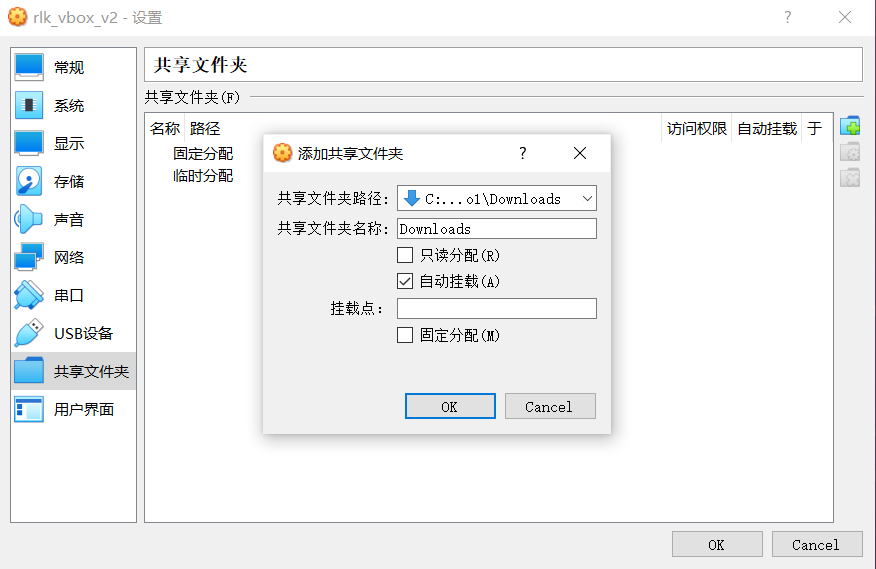 rlk_vbox_v2 - 设置
?
常规
系统
显示
存储
声音
网络
串口
USB设备
共享文件夹
用户界面
共享文件夹
共享文件夹(F)
名称 路径 访问权限 自动挂载 于
固定分配
临时分配
添加共享文件夹 ?
共享文件夹路径: C:...o1\Downloads
共享文件夹名称: Downloads
只读分配(R)
自动挂载(A)
挂载点:
固定分配(M)
OK Cancel
OK Cancel